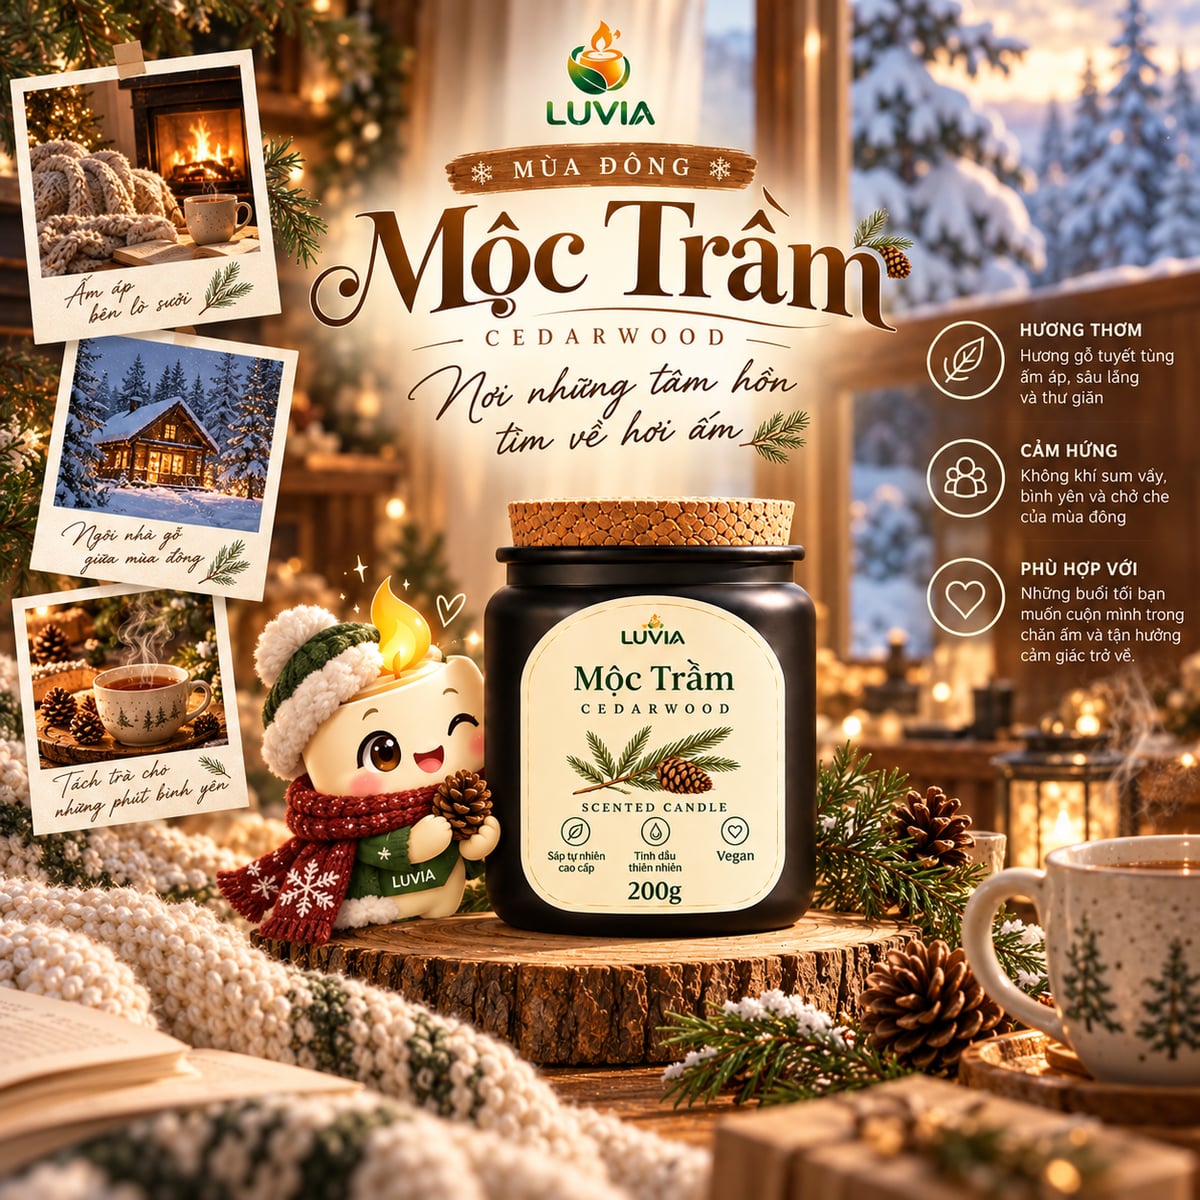 LUVIA
MÙA ĐÔNG
Mộc Trầm
CEDARWOOD
Nơi những tâm hồn
tìm về hơi ấm
Ấm áp
bên lò sưởi
Ngôi nhà gỗ
giữa mùa đông
Tách trà cho
những phút bình yên
HƯƠNG THƠM
Hương gỗ tuyết tùng
ấm áp, sâu lắng
và thư giãn
CẢM HỨNG
Không khí sum vầy,
bình yên và chở che
của mùa đông
PHÙ HỢP VỚI
Những buổi tối bạn
muốn cuộn mình trong
chăn ấm và tận hưởng
cảm giác trở về.
LUVIA
LUVIA
Mộc Trầm
CEDARWOOD
SCENTED CANDLE
Sáp tự nhiên
cao cấp
Tinh dầu
thiên nhiên
Vegan
200g